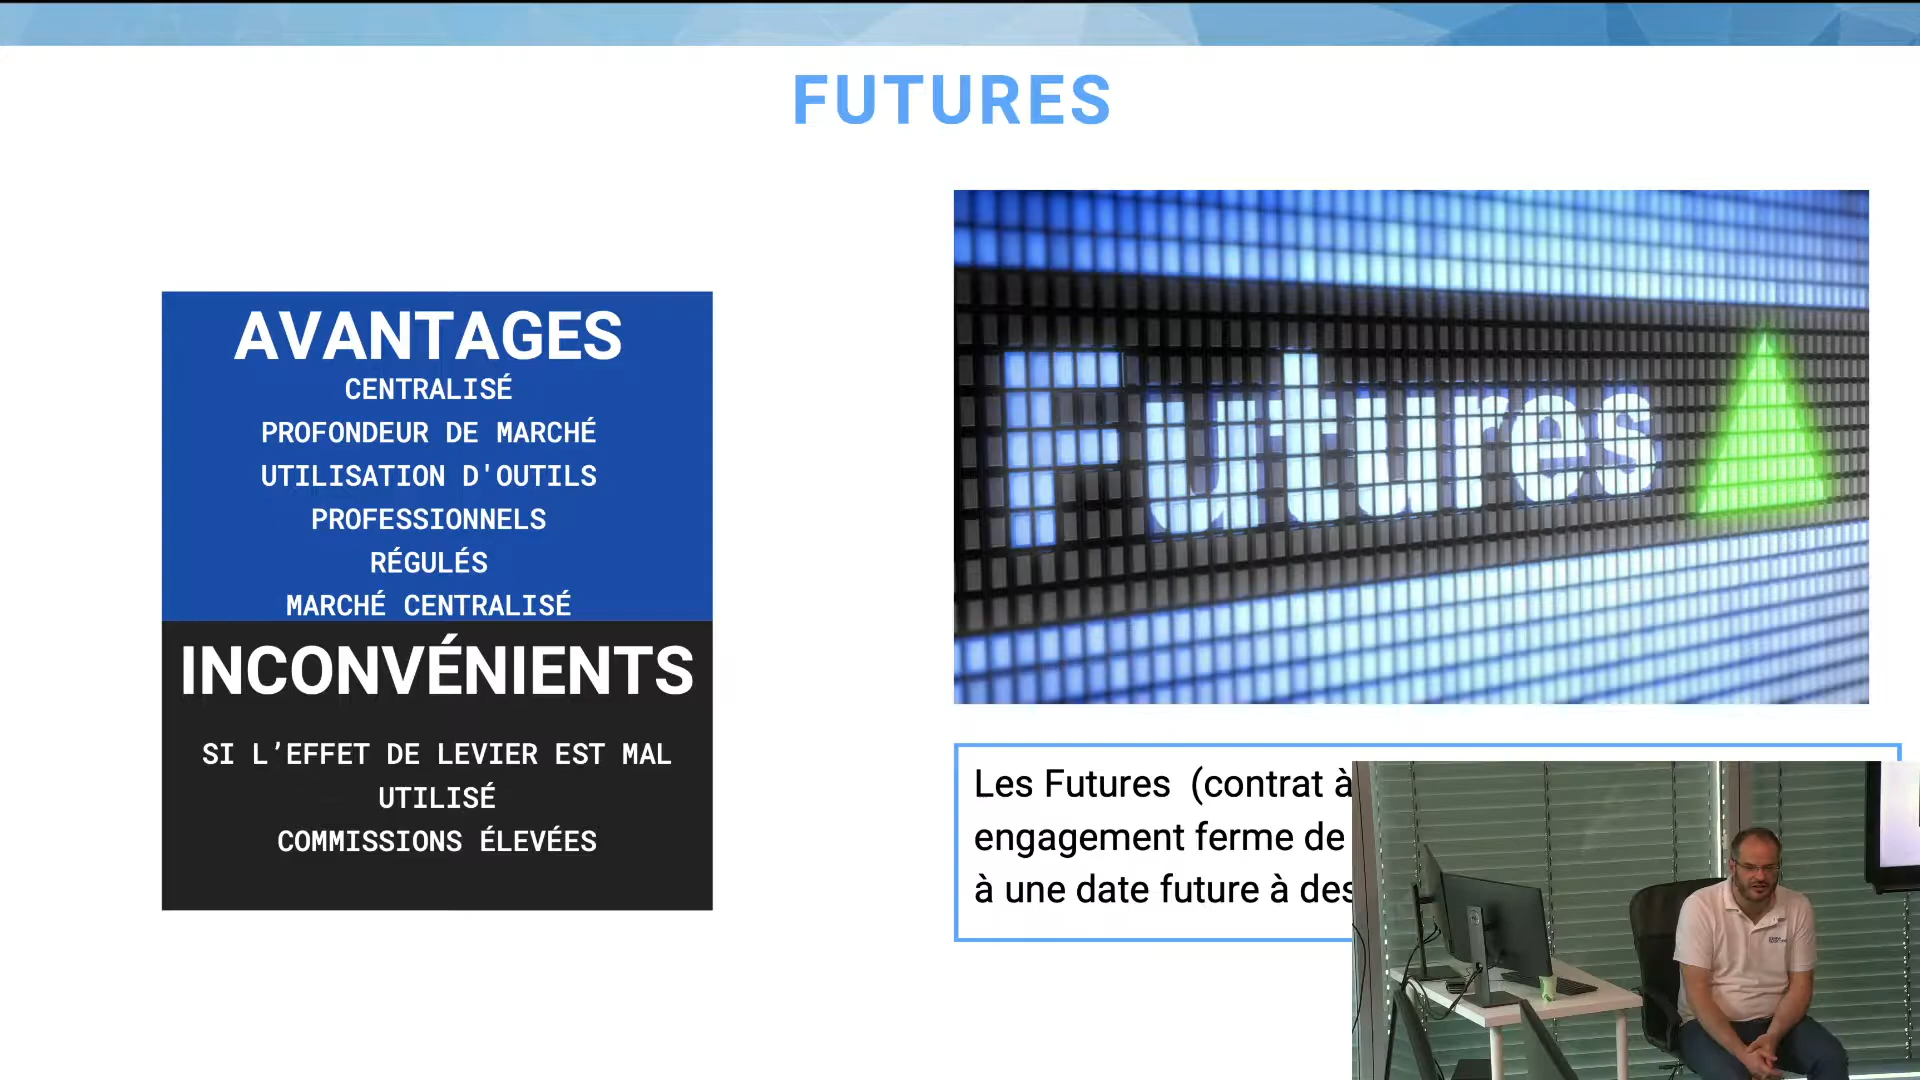 FUTURES
AVANTAGES
CENTRALISÉ
PROFONDEUR DE MARCHÉ
UTILISATION D'OUTILS
PROFESSIONNELS
RÉGULÉS
MARCHÉ CENTRALISÉ
INCONVÉNIENTS
SI L’EFFET DE LEVIER EST MAL
UTILISÉ
COMMISSIONS ÉLEVÉES
Futures
Les Futures (contrat à
engagement ferme de
à une date future à